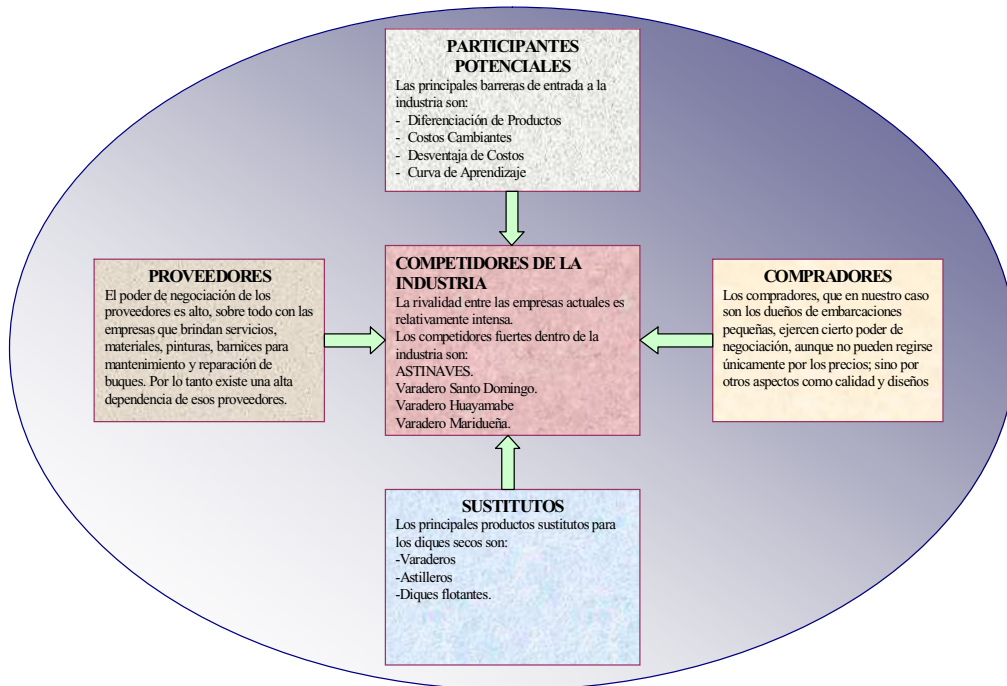 PARTICIPANTES
POTENCIALES
Las principales barreras de entrada a la
industria son:
- Diferenciación de Productos
- Costos Cambiantes
- Desventaja de Costos
- Curva de Aprendizaje
PROVEEDORES
El poder de negociación de los
proveedores es alto, sobre todo con las
empresas que brindan servicios,
materiales, pinturas, barnices para
mantenimiento y reparación de
buques. Por lo tanto existe una alta
dependencia de esos proveedores.
COMPETIDORES DE LA
INDUSTRIA
La rivalidad entre las empresas actuales es
relativamente intensa.
Los competidores fuertes dentro de la
industria son:
ASTINAVES.
Varadero Santo Domingo.
Varadero Huayamabe
Varadero Maridueña.
COMPRADORES
Los compradores, que en nuestro caso
son los dueños de embarcaciones
pequeñas, ejercen cierto poder de
negociación, aunque no pueden regirse
únicamente por los precios; sino por
otros aspectos como calidad y diseños
SUSTITUTOS
Los principales productos sustitutos para
los diques secos son:
-Varaderos
-Astilleros
-Diques flotantes.